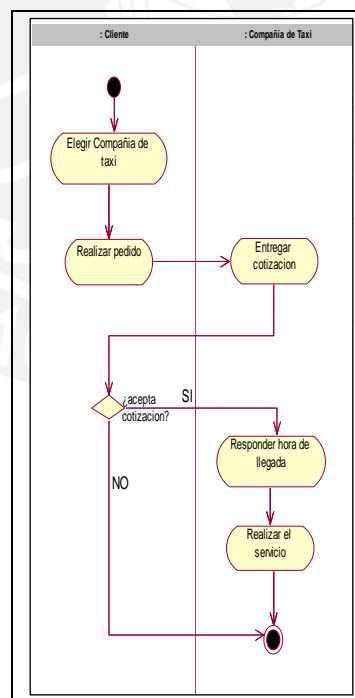 : Cliente
: Compañía de Taxi
Elegir Compañia de
taxi
Realizar pedido
Entregar
cotizacion
¿acepta
cotizacion?
SI
Responder hora de
llegada
NO
Realizar el
servicio